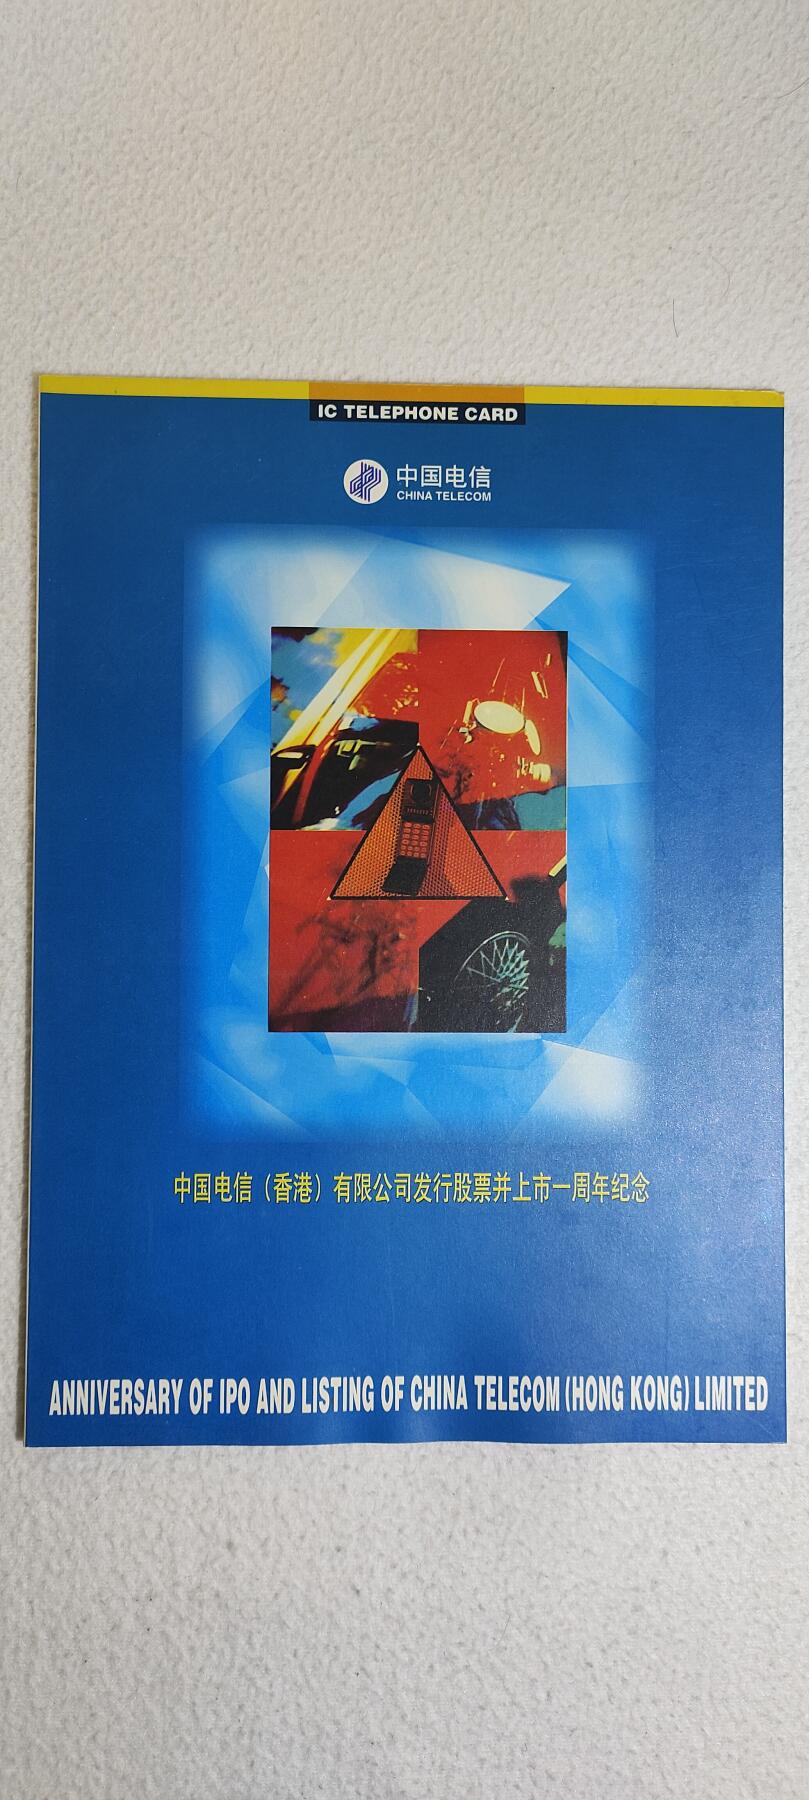 IC TELEPHONE CARD
中国电信
CHINA TELECOM
中国电信（香港）有限公司发行股票并上市一周年纪念
ANNIVERSARY OF IPO AND LISTING OF CHINA TELECOM (HONG KONG) LIMITED